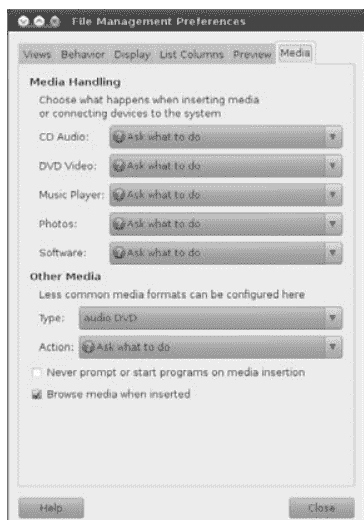 File Management Preferences
Views Behavior Display List Columns Preview Media
Media Handling
Choose what happens when inserting media
or connecting devices to the system
CD Audio: Ask what to do
DVD Video: Ask what to do
Music Player: Ask what to do
Photos: Ask what to do
Software: Ask what to do
Other Media
Less common media formats can be configured here
Type: audio DVD
Action: Ask what to do
Never prompt or start programs on media insertion
Browse media when inserted
Help Close